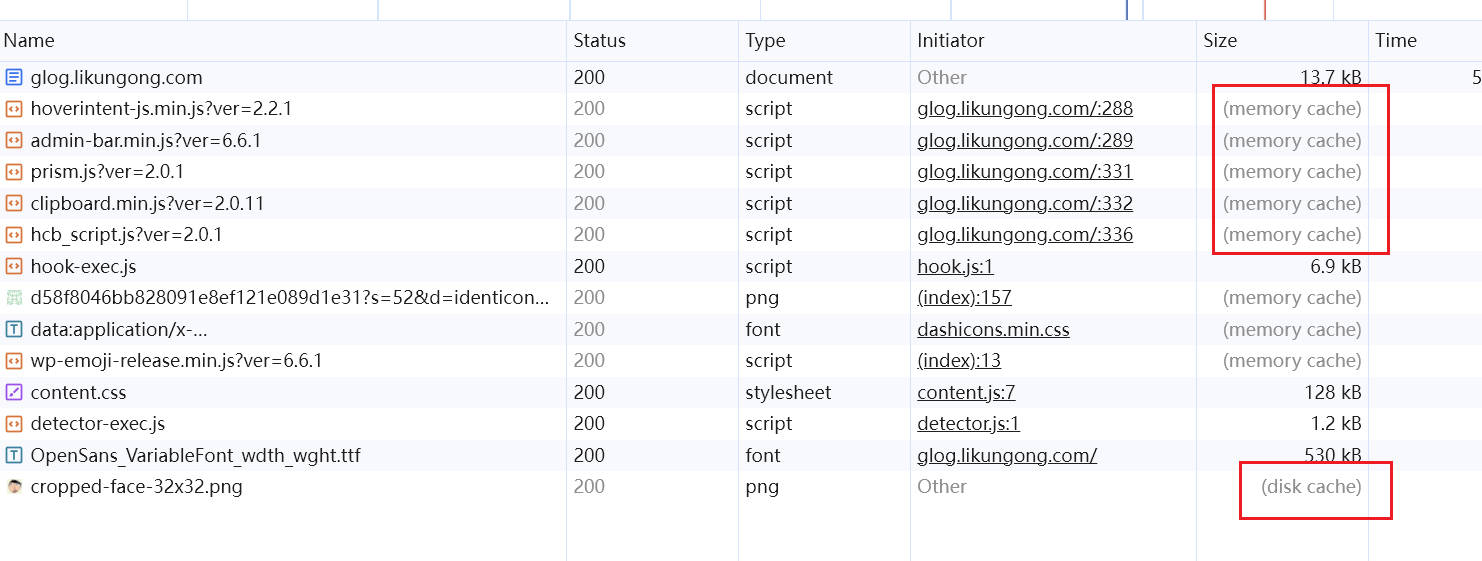 Name Status Type Initiator Size Time
glog.likungong.com 200 document Other 13.7 kB 5
hoverintent-js.min.js?ver=2.2.1 200 script glog.likungong.com/:288 (memory cache)
admin-bar.min.js?ver=6.6.1 200 script glog.likungong.com/:289 (memory cache)
prism.js?ver=2.0.1 200 script glog.likungong.com/:331 (memory cache)
clipboard.min.js?ver=2.0.11 200 script glog.likungong.com/:332 (memory cache)
hcb_script.js?ver=2.0.1 200 script glog.likungong.com/:336 (memory cache)
hook-exec.js 200 script hook.js:1 6.9 kB
d58f8046bb828091e8ef121e089d1e31?s=52&d=identicon... 200 png (index):157 (memory cache)
data:application/x-... 200 font dashicons.min.css (memory cache)
wp-emoji-release.min.js?ver=6.6.1 200 script (index):13 (memory cache)
content.css 200 stylesheet content.js:7 128 kB
detector-exec.js 200 script detector.js:1 1.2 kB
OpenSans_VariableFont_wdth_wght.ttf 200 font glog.likungong.com/ 530 kB
cropped-face-32x32.png 200 png Other (disk cache)